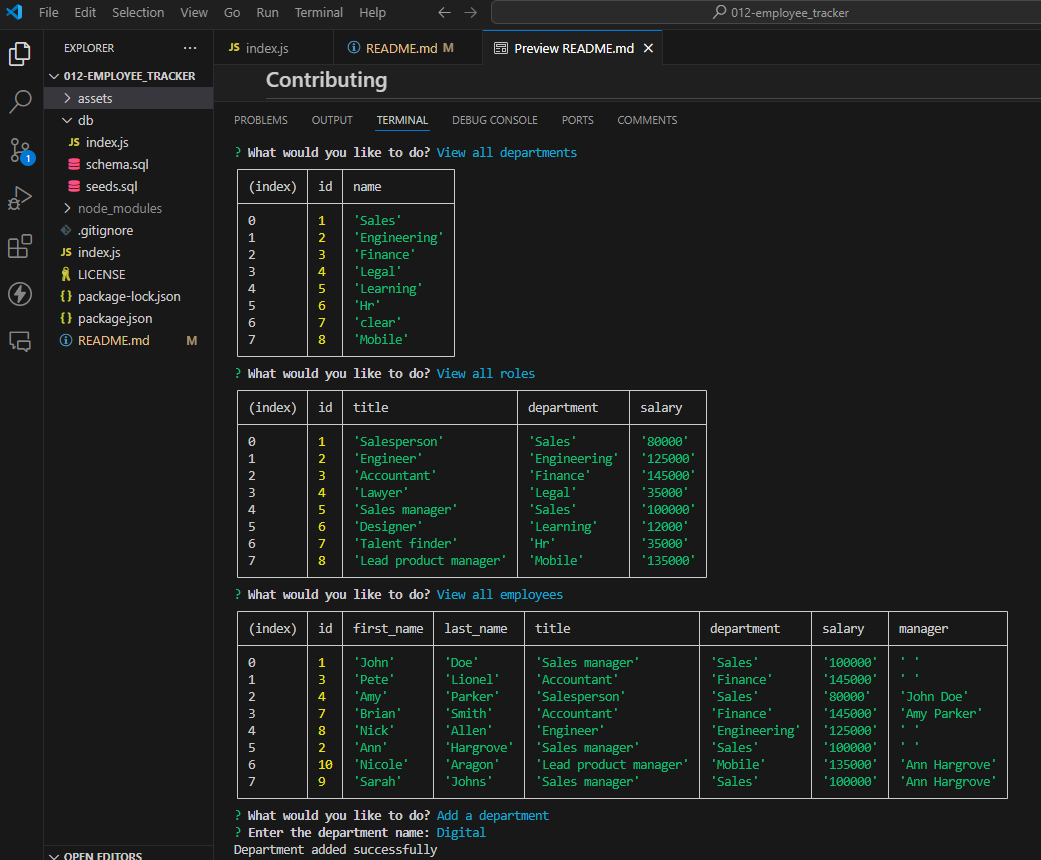 File Edit Selection View Go Run Terminal Help
012-employee_tracker
EXPLORER
012-EMPLOYEE_TRACKER
assets
db
JS index.js
schema.sql
seeds.sql
node_modules
.gitignore
JS index.js
LICENSE
{} package-lock.json
{} package.json
README.md M
OPEN EDITORS
1
JS index.js
README.md M
Preview README.md
Contributing
PROBLEMS OUTPUT TERMINAL DEBUG CONSOLE PORTS COMMENTS
? What would you like to do? View all departments
(index) id name
0 1 'Sales'
1 2 'Engineering'
2 3 'Finance'
3 4 'Legal'
4 5 'Learning'
5 6 'Hr'
6 7 'clear'
7 8 'Mobile'
? What would you like to do? View all roles
(index) id title department salary
0 1 'Salesperson' 'Sales' '80000'
1 2 'Engineer' 'Engineering' '125000'
2 3 'Accountant' 'Finance' '145000'
3 4 'Lawyer' 'Legal' '35000'
4 5 'Sales manager' 'Sales' '100000'
5 6 'Designer' 'Learning' '12000'
6 7 'Talent finder' 'Hr' '35000'
7 8 'Lead product manager' 'Mobile' '135000'
? What would you like to do? View all employees
(index) id first_name last_name title department salary manager
0 1 'John' 'Doe' 'Sales manager' 'Sales' '100000' ' '
1 3 'Pete' 'Lionel' 'Accountant' 'Finance' '145000' ' '
2 4 'Amy' 'Parker' 'Salesperson' 'Sales' '80000' 'John Doe'
3 7 'Brian' 'Smith' 'Accountant' 'Finance' '145000' 'Amy Parker'
4 8 'Nick' 'Allen' 'Engineer' 'Engineering' '125000' ' '
5 2 'Ann' 'Hargrove' 'Sales manager' 'Sales' '100000' ' '
6 10 'Nicole' 'Aragon' 'Lead product manager' 'Mobile' '135000' 'Ann Hargrove'
7 9 'Sarah' 'Johns' 'Sales manager' 'Sales' '100000' 'Ann Hargrove'
? What would you like to do? Add a department
? Enter the department name: Digital
Department added successfully